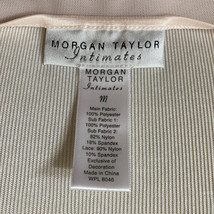 MORGAN TAYLOR
Intimates
MORGAN
TAYLOR
Intimates
m
Main Fabric:
100% Polyester
Sub Fabric 1:
100% Polyester
Sub Fabric 2:
82% Nylon
18% Spandex
Lace: 90% Nylon
10% Spandex
Exclusive of
Decoration
Made in China
WPL 8046